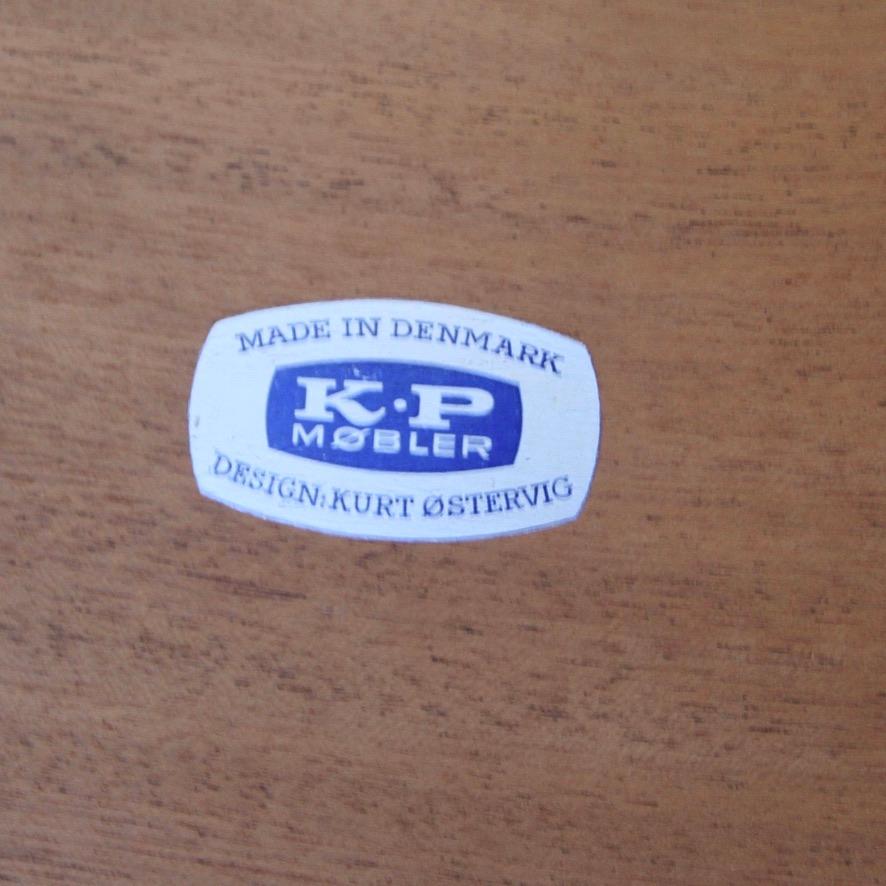 MADE IN DENMARK
K·P
MØBLER
DESIGN: KURT ØSTERVIG